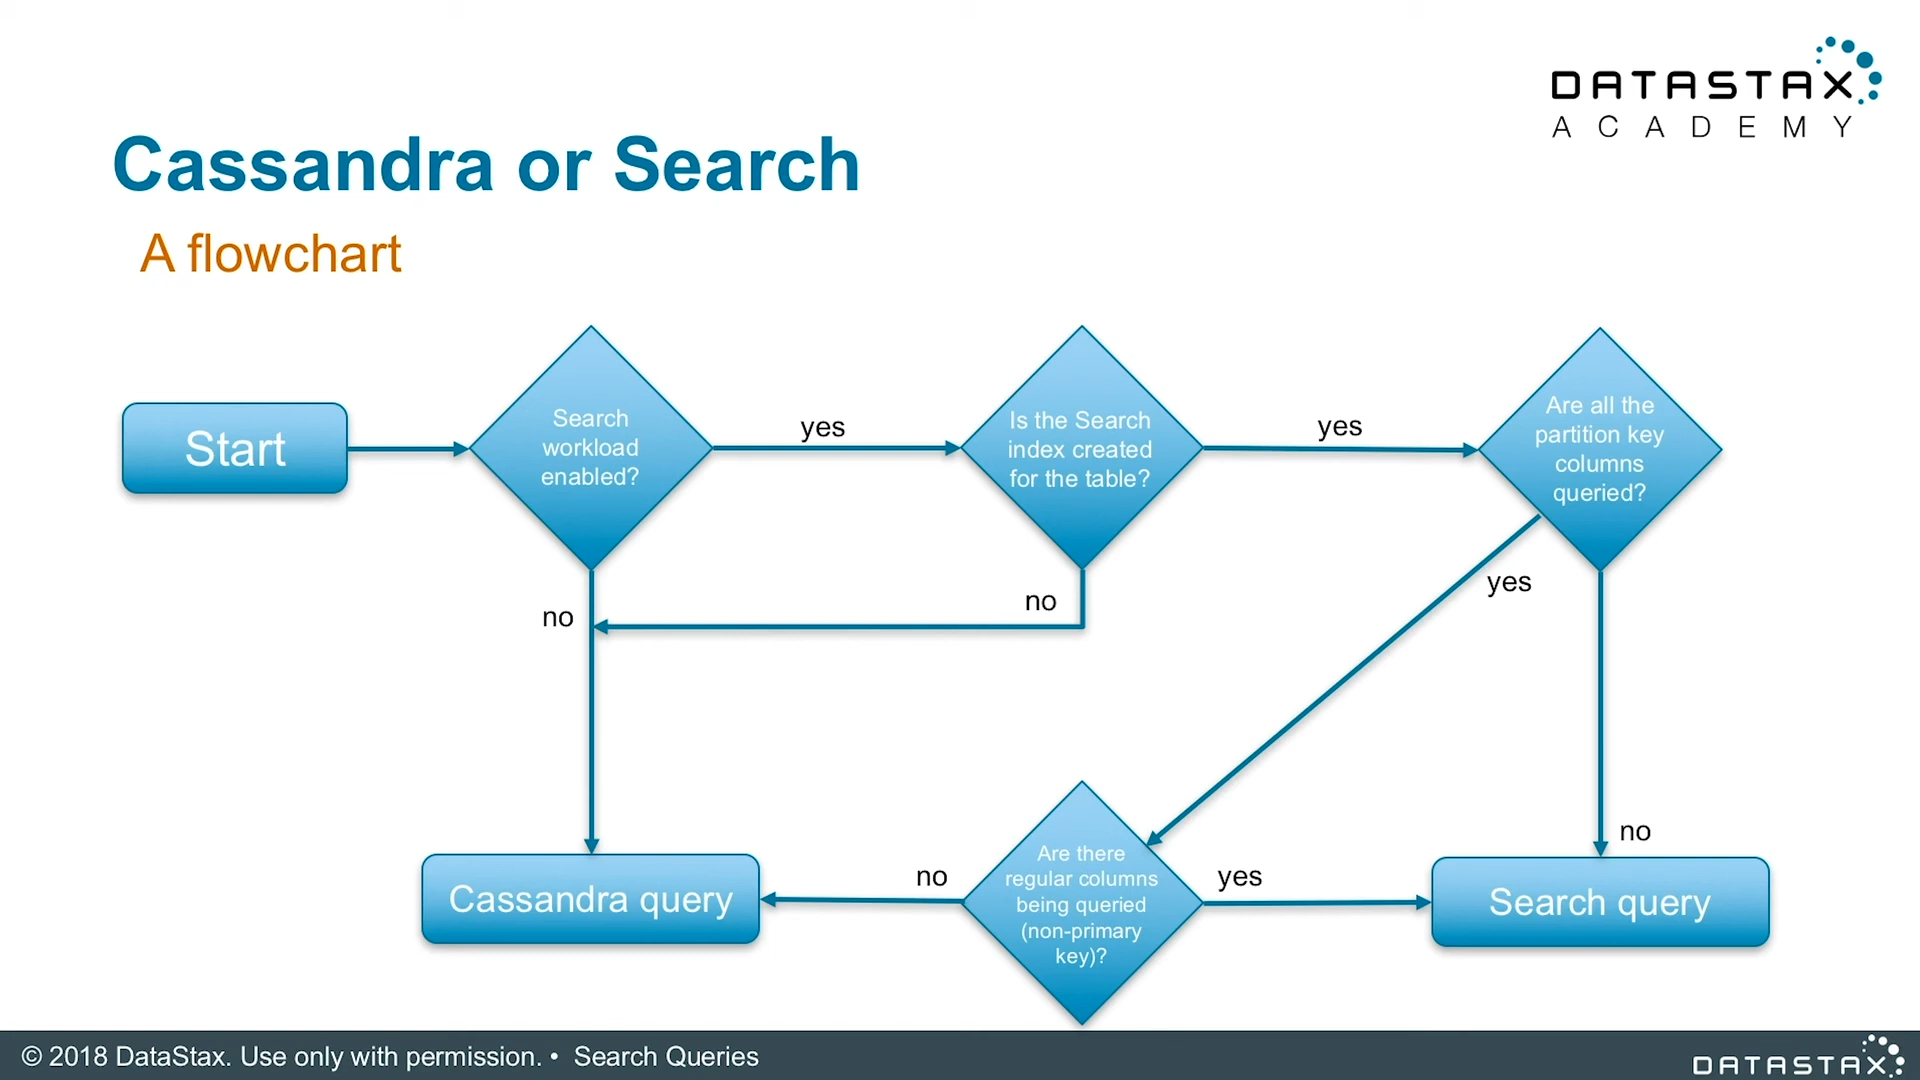 DATASTAX
ACADEMY
Cassandra or Search
A flowchart
Start
Search
workload
enabled?
yes
Is the Search
index created
for the table?
yes
Are all the
partition key
columns
queried?
no
no
yes
no
Cassandra query
no
Are there
regular columns
being queried
(non-primary
key)?
yes
Search query
© 2018 DataStax. Use only with permission. • Search Queries
DATASTAX